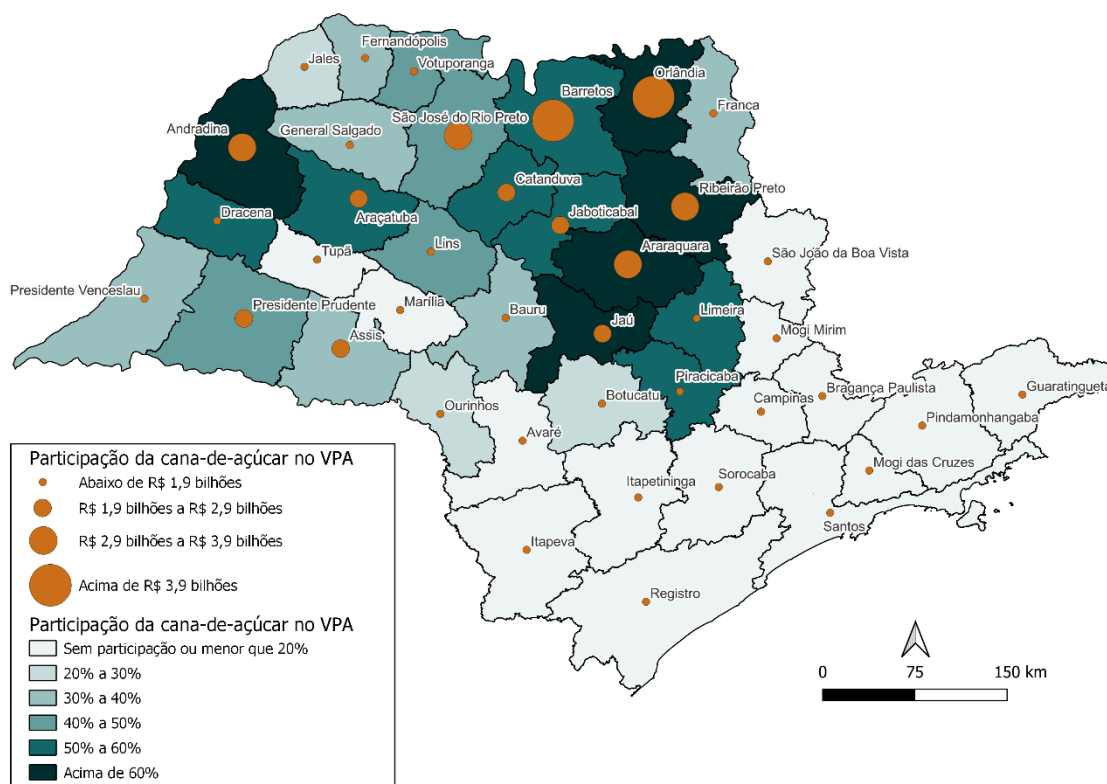 Fernandópolis
Jales
Votuporanga
Orlândia
Barretos
Franca
Andradina
General Salgado
São José do Rio Preto
Catanduva
Ribeirão Preto
Dracena
Araçatuba
Jaboticabal
Tupã
Lins
Araraquara
São João da Boa Vista
Presidente Venceslau
Presidente Prudente
Marília
Bauru
Jaú
Limeira
Assis
Mogi Mirim
Ourinhos
Botucatu
Piracicaba
Campinas
Bragança Paulista
Guaratingueta
Pindamonhangaba
Avaré
Mogi das Cruzes
Itapetininga
Sorocaba
Santos
Itapeva
Registro
Participação da cana-de-açúcar no VPA
Abaixo de R$ 1,9 bilhões
R$ 1,9 bilhões a R$ 2,9 bilhões
R$ 2,9 bilhões a R$ 3,9 bilhões
Acima de R$ 3,9 bilhões
Participação da cana-de-açúcar no VPA
Sem participação ou menor que 20%
20% a 30%
30% a 40%
40% a 50%
50% a 60%
Acima de 60%
0 75 150 km